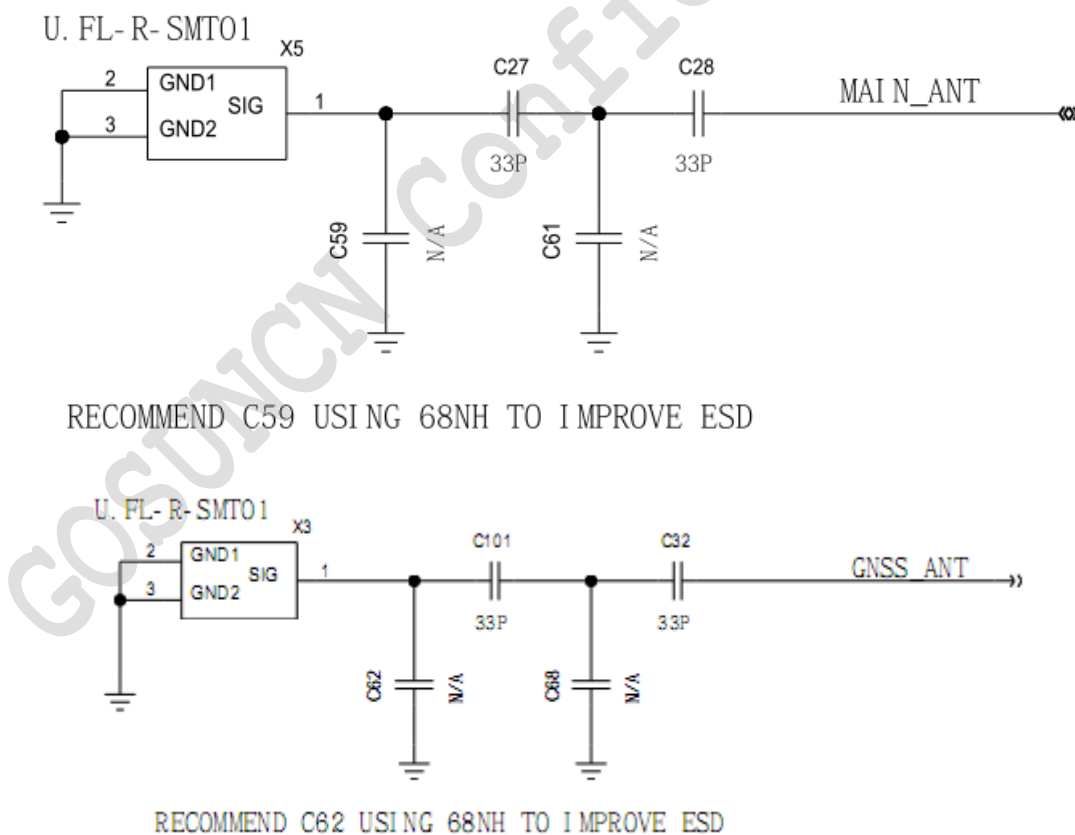 U.FL-R-SMT01
X5
2 GND1
SIG 1
3 GND2
C27
33P
C28
33P
MAIN_ANT
C59
N/A
C61
N/A
RECOMMEND C59 USING 68NH TO IMPROVE ESD
U.FL-R-SMT01
X3
2 GND1
SIG 1
3 GND2
C101
33P
C32
33P
GNSS_ANT
C62
N/A
C68
N/A
RECOMMEND C62 USING 68NH TO IMPROVE ESD
GOSUNCN Confi